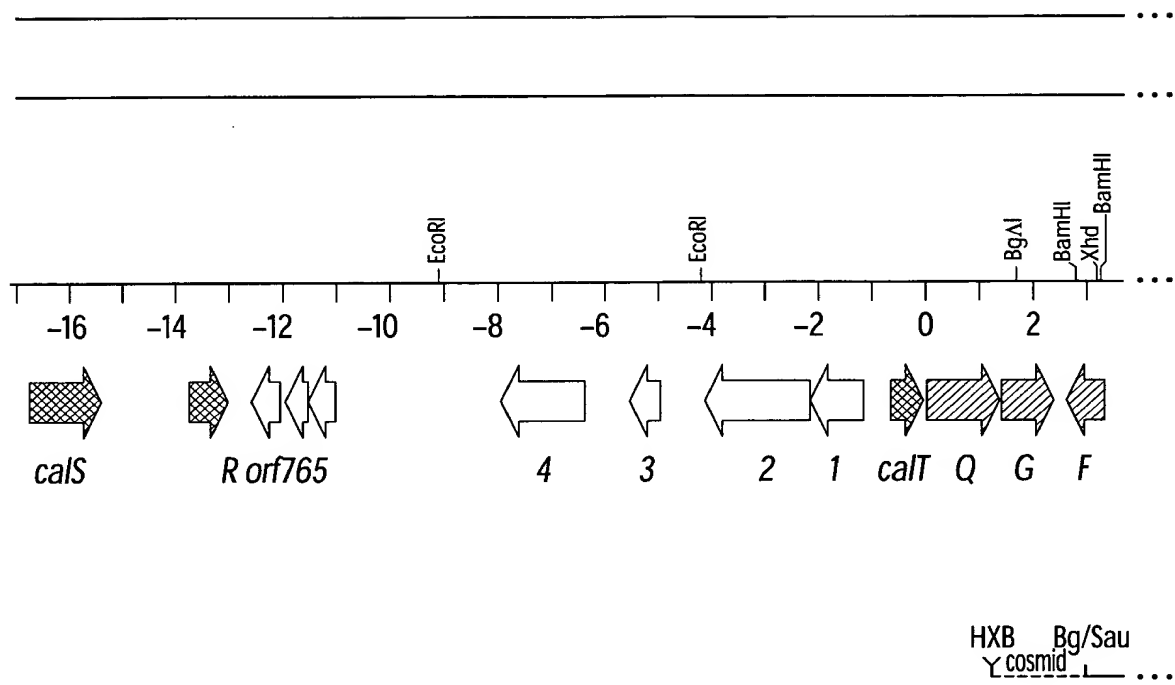 ...
...
EcoRI EcoRI BgΛI BamHI Xhd BamHI
...
–16 –14 –12 –10 –8 –6 –4 –2 0 2
calS R orf765 4 3 2 1 calT Q G F
HXB Bg/Sau
cosmid ...